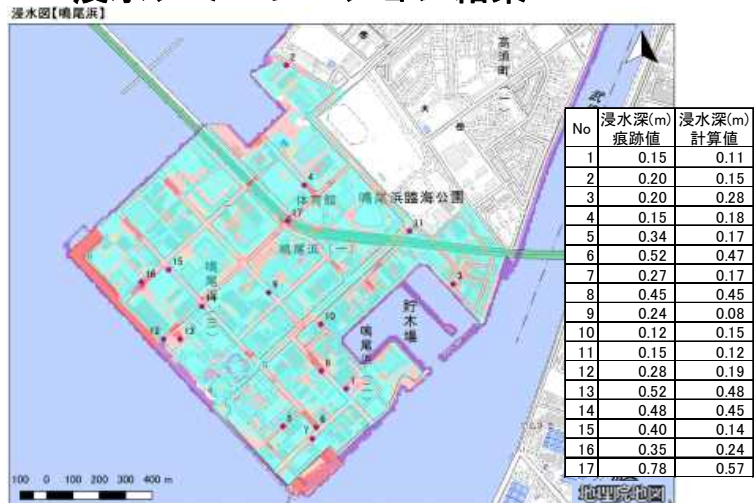 浸水図【鳴尾浜】
高須町(一)
大
体育館
鳴尾浜臨海公園
鳴尾浜(一)
鳴尾浜(三)
鳴尾浜(二)
貯木場
100 0 100 200 300 400 m
No 浸水深(m)痕跡値 浸水深(m)計算値
1 0.15 0.11
2 0.20 0.15
3 0.20 0.28
4 0.15 0.18
5 0.34 0.17
6 0.52 0.47
7 0.27 0.17
8 0.45 0.45
9 0.24 0.08
10 0.12 0.15
11 0.15 0.12
12 0.28 0.19
13 0.52 0.48
14 0.48 0.45
15 0.40 0.14
16 0.35 0.24
17 0.78 0.57
地理院地図